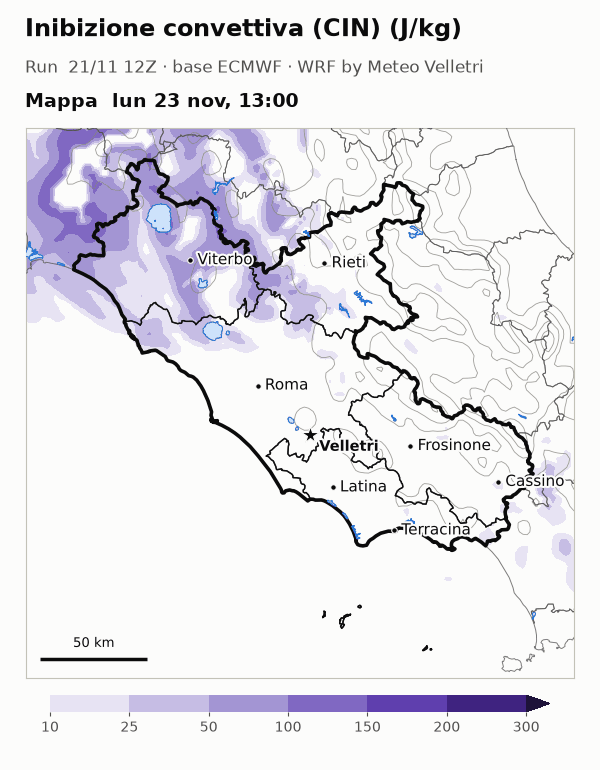 Inibizione convettiva (CIN) (J/kg)
Run  21/11 12Z · base ECMWF · WRF by Meteo Velletri
Mappa  lun 23 nov, 13:00
Viterbo
Rieti
Roma
Velletri
Frosinone
Latina
Cassino
Terracina
50 km
10 25 50 100 150 200 300